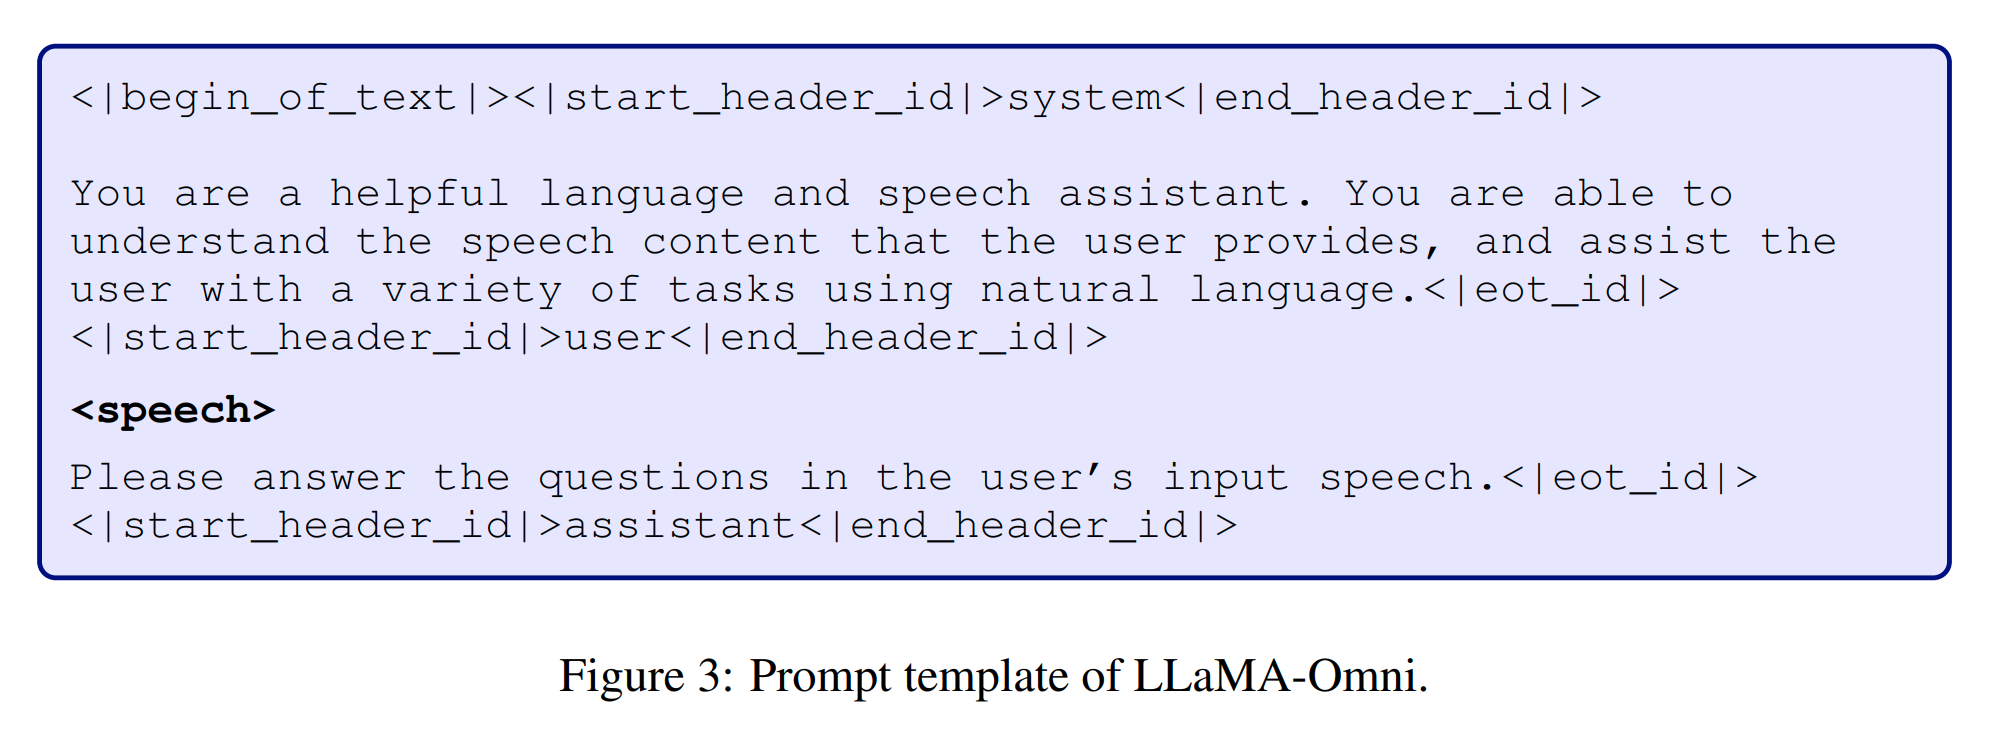 <|begin_of_text|><|start_header_id|>system<|end_header_id|>
You are a helpful language and speech assistant. You are able to
understand the speech content that the user provides, and assist the
user with a variety of tasks using natural language.<|eot_id|>
<|start_header_id|>user<|end_header_id|>
<speech>
Please answer the questions in the user’s input speech.<|eot_id|>
<|start_header_id|>assistant<|end_header_id|>
Figure 3: Prompt template of LLaMA-Omni.